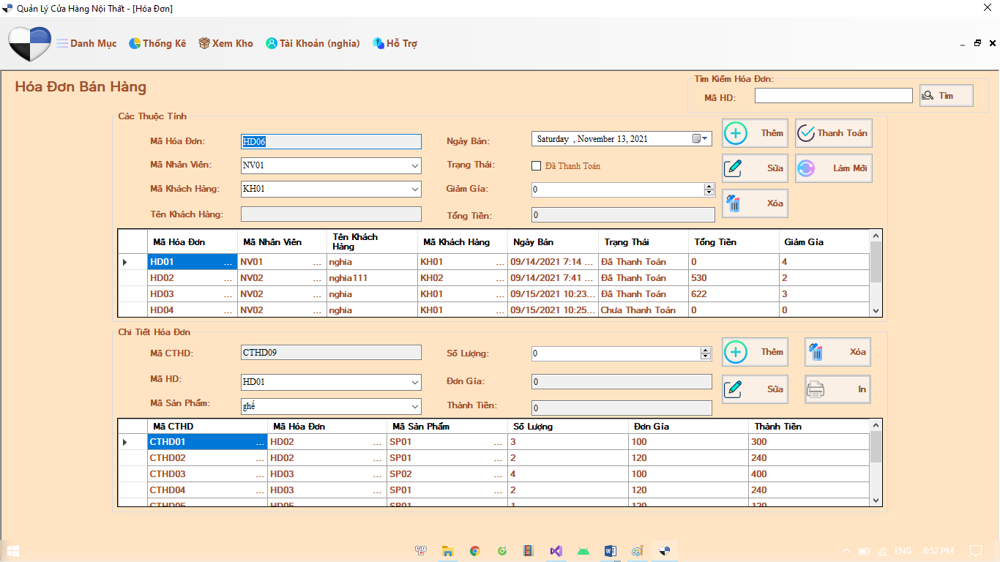 Quản Lý Cửa Hàng Nội Thất - [Hóa Đơn]
Danh Mục Thống Kê Xem Kho Tài Khoản (nghia) Hỗ Trợ
Hóa Đơn Bán Hàng
Tìm Kiếm Hóa Đơn:
Mã HD: Tìm
Các Thuộc Tính
Mã Hóa Đơn: HD06 Ngày Bán: Saturday , November 13, 2021 Thêm Thanh Toán
Mã Nhân Viên: NV01 Trạng Thái: Đã Thanh Toán Sửa Làm Mới
Mã Khách Hàng: KH01 Giảm Gía: 0 Xóa
Tên Khách Hàng: Tổng Tiền: 0
Mã Hóa Đơn Mã Nhân Viên Tên Khách Hàng Mã Khách Hàng Ngày Bán Trạng Thái Tổng Tiền Giảm Gía
HD01 ... NV01 ... nghia KH01 ... 09/14/2021 7:14 ... Đã Thanh Toán 0 4
HD02 ... NV02 ... nghia111 KH02 ... 09/14/2021 7:41 ... Đã Thanh Toán 530 2
HD03 ... NV02 ... nghia KH01 ... 09/15/2021 10:23... Đã Thanh Toán 622 3
HD04 ... NV02 ... nghia KH01 ... 09/15/2021 10:25... Chưa Thanh Toán 0 0
Chi Tiết Hóa Đơn
Mã CTHD: CTHD09 Số Lượng: 0 Thêm Xóa
Mã HD: HD01 Đơn Gía: 0 Sửa In
Mã Sản Phẩm: ghế Thành Tiền: 0
Mã CTHD Mã Hóa Đơn Mã Sản Phẩm Số Lượng Đơn Gía Thành Tiền
CTHD01 ... HD02 ... SP01 ... 3 100 300
CTHD02 ... HD02 ... SP01 ... 2 120 240
CTHD03 ... HD03 ... SP02 ... 4 100 400
CTHD04 ... HD03 ... SP01 ... 2 120 240
CTHD05 ... HD05 ... SP01 ... 1 120 120
ENG 8:52 PM